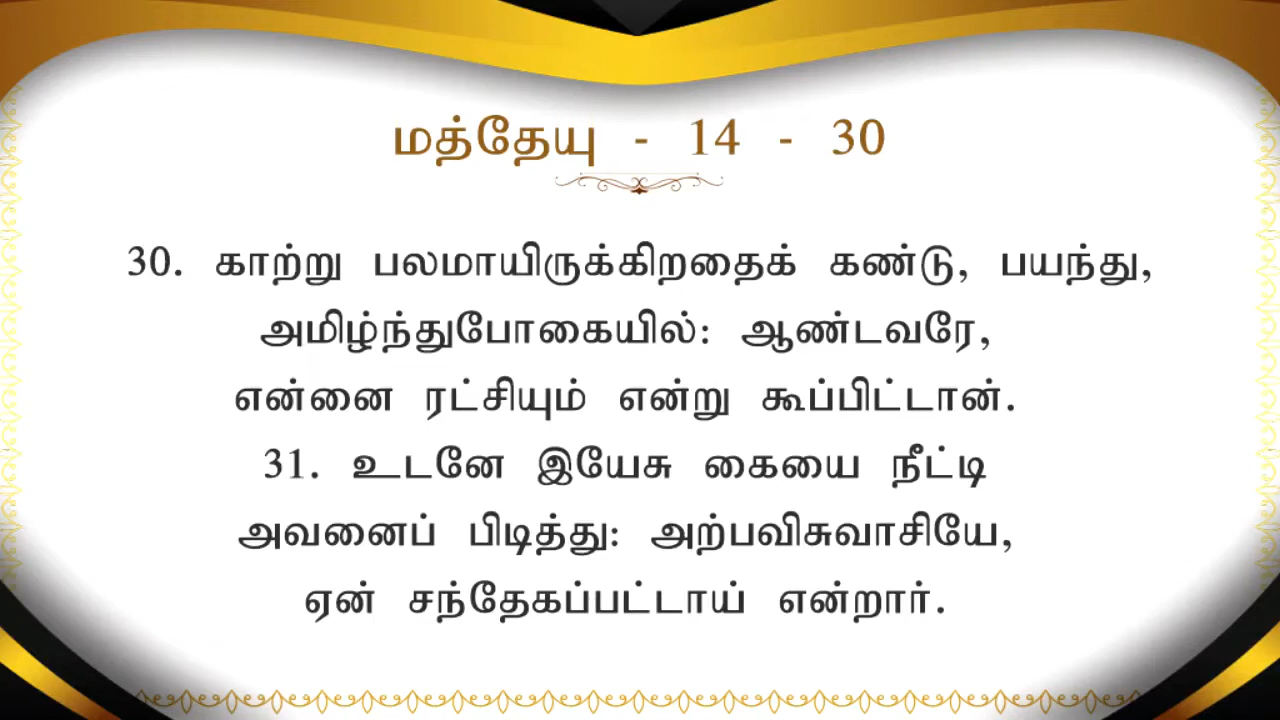 மத்தேயு - 14 - 30
30. காற்று பலமாயிருக்கிறதைக் கண்டு, பயந்து,
அமிழ்ந்துபோகையில்: ஆண்டவரே,
என்னை ரட்சியும் என்று கூப்பிட்டான்.
31. உடனே இயேசு கையை நீட்டி
அவனைப் பிடித்து: அற்பவிசுவாசியே,
ஏன் சந்தேகப்பட்டாய் என்றார்.